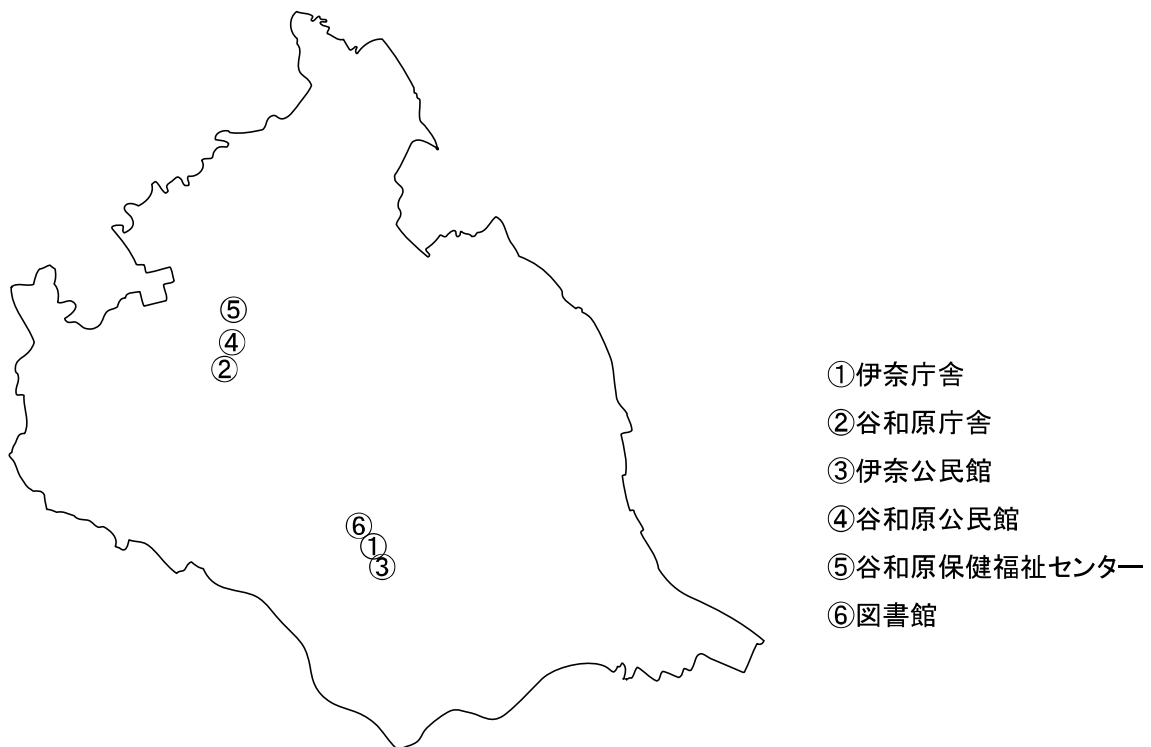 ⑤
④
②
⑥
①
③
①伊奈庁舎
②谷和原庁舎
③伊奈公民館
④谷和原公民館
⑤谷和原保健福祉センター
⑥図書館